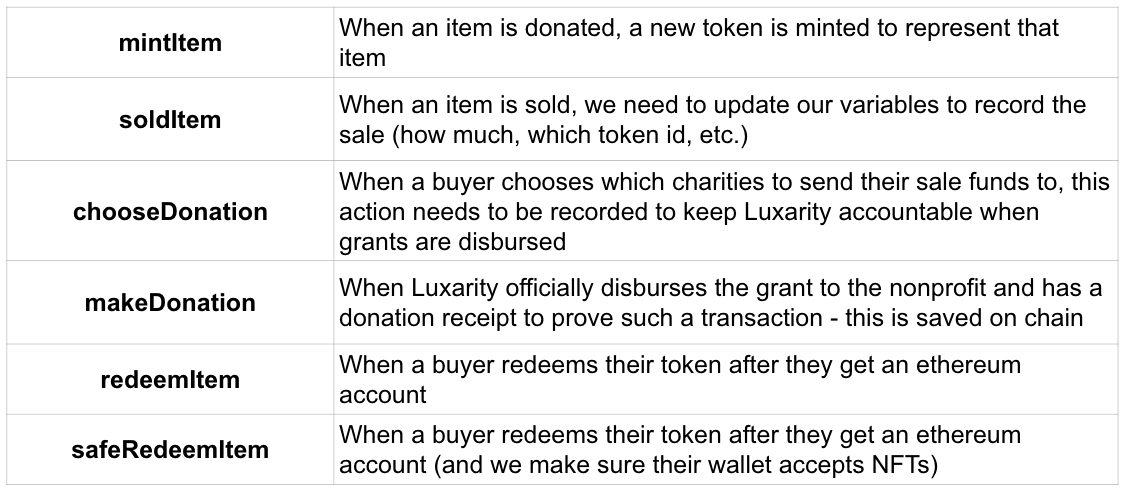 mintItem
When an item is donated, a new token is minted to represent that
item
soldItem
When an item is sold, we need to update our variables to record the
sale (how much, which token id, etc.)
chooseDonation
When a buyer chooses which charities to send their sale funds to, this
action needs to be recorded to keep Luxarity accountable when
grants are disbursed
makeDonation
When Luxarity officially disburses the grant to the nonprofit and has a
donation receipt to prove such a transaction - this is saved on chain
redeemItem
When a buyer redeems their token after they get an ethereum
account
safeRedeemItem
When a buyer redeems their token after they get an ethereum
account (and we make sure their wallet accepts NFTs)